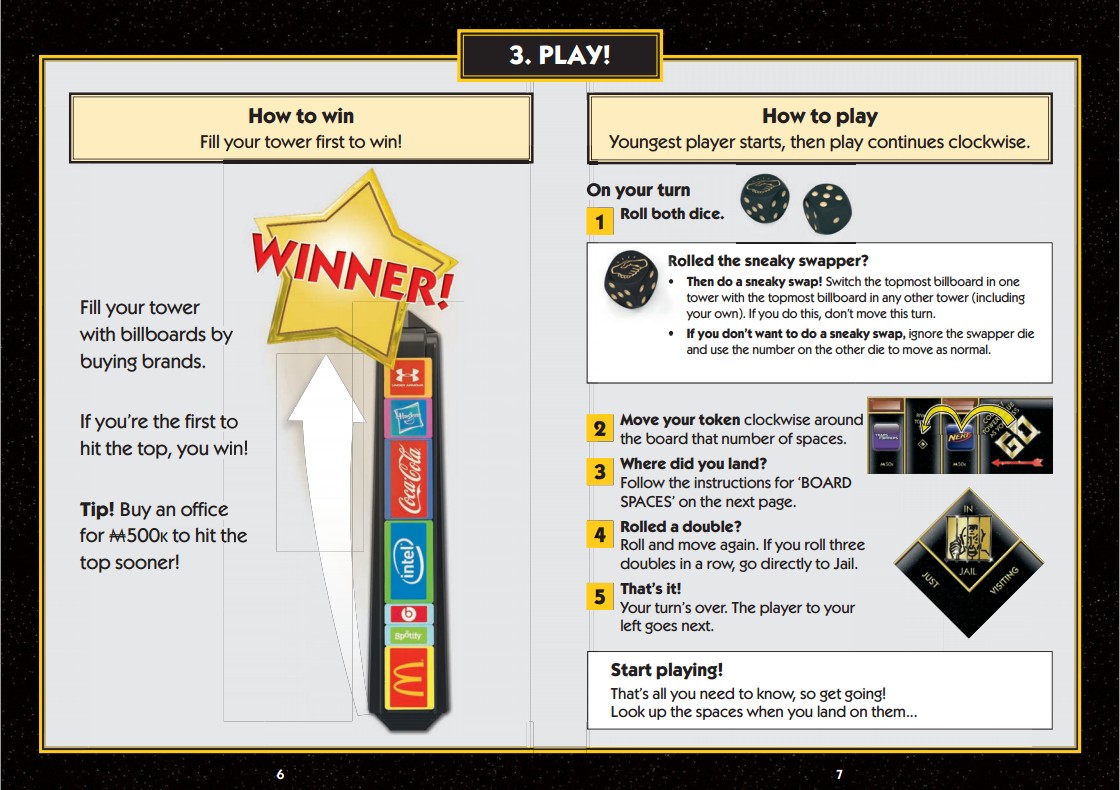 3. PLAY!
How to win
Fill your tower first to win!
WINNER!
Fill your tower
with billboards by
buying brands.
If you're the first to
hit the top, you win!
Tip! Buy an office
for ₩500K to hit the
top sooner!
UNDER ARMOUR
Hasbro
Coca-Cola
intel
b
Spotify
M
6
How to play
Youngest player starts, then play continues clockwise.
On your turn
1 Roll both dice.
Rolled the sneaky swapper?
• Then do a sneaky swap! Switch the topmost billboard in one
tower with the topmost billboard in any other tower (including
your own). If you do this, don't move this turn.
• If you don't want to do a sneaky swap, ignore the swapper die
and use the number on the other die to move as normal.
2 Move your token clockwise around
the board that number of spaces.
NERF
GO
3 Where did you land?
Follow the instructions for 'BOARD
SPACES' on the next page.
4 Rolled a double?
Roll and move again. If you roll three
doubles in a row, go directly to Jail.
IN
JAIL
JUST
VISITING
5 That's it!
Your turn's over. The player to your
left goes next.
Start playing!
That's all you need to know, so get going!
Look up the spaces when you land on them...
7